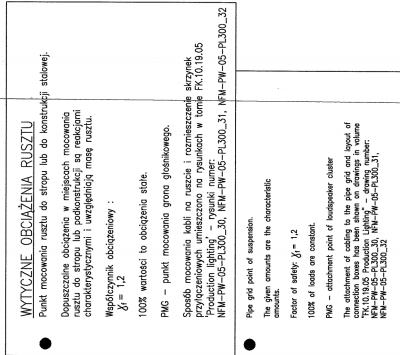 WYTYCZNE OBCIĄŻENIA RUSZTU
Punkt mocowania rusztu do stropu lub do konstrukcji stalowej.
Dopuszczalne obciążenia w miejscach mocowania
rusztu do stropu lub podkonstrukcji są reakcjami
charakterystycznymi i uwzględniają masę rusztu.
Współczynnik obciążeniowy :
γf = 1,2
100% wartości to obciążenia stałe.
PMG – punkt mocowania grona głośnikowego.
Sposób mocowania kabli na ruszcie i rozmieszczenie skrzynek
przyłączeniowych umieszczono na rysunkach w tomie FK.10.19.05
"Production lighting" – rysunki numer:
NFM-PW-05-PL300_30, NFM-PW-05-PL300_31, NFM-PW-05-PL300_32
Pipe grid point of suspension.
The given amounts are the characteristic
amounts.
Factor of safety: γf = 1,2
100% of loads are constant.
PMG – attachment point of loudspeaker cluster
The attachment of cabling to the pipe grid and layout of
connection boxes has been shown on drawings in volume
"FK.10.19.05 Production lighting" – drawing number:
NFM-PW-05-PL300_30, NFM-PW-05-PL300_31,
NFM-PW-05-PL300_32